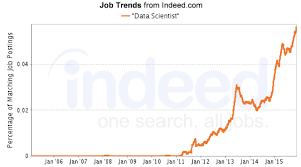 Job Trends from Indeed.com
"Data Scientist"
Percentage of Matching Job Postings
0.04
0.02
0
indeed
one search. all jobs.
Jan '06 Jan '07 Jan '08 Jan '09 Jan '10 Jan '11 Jan '12 Jan '13 Jan '14 Jan '15